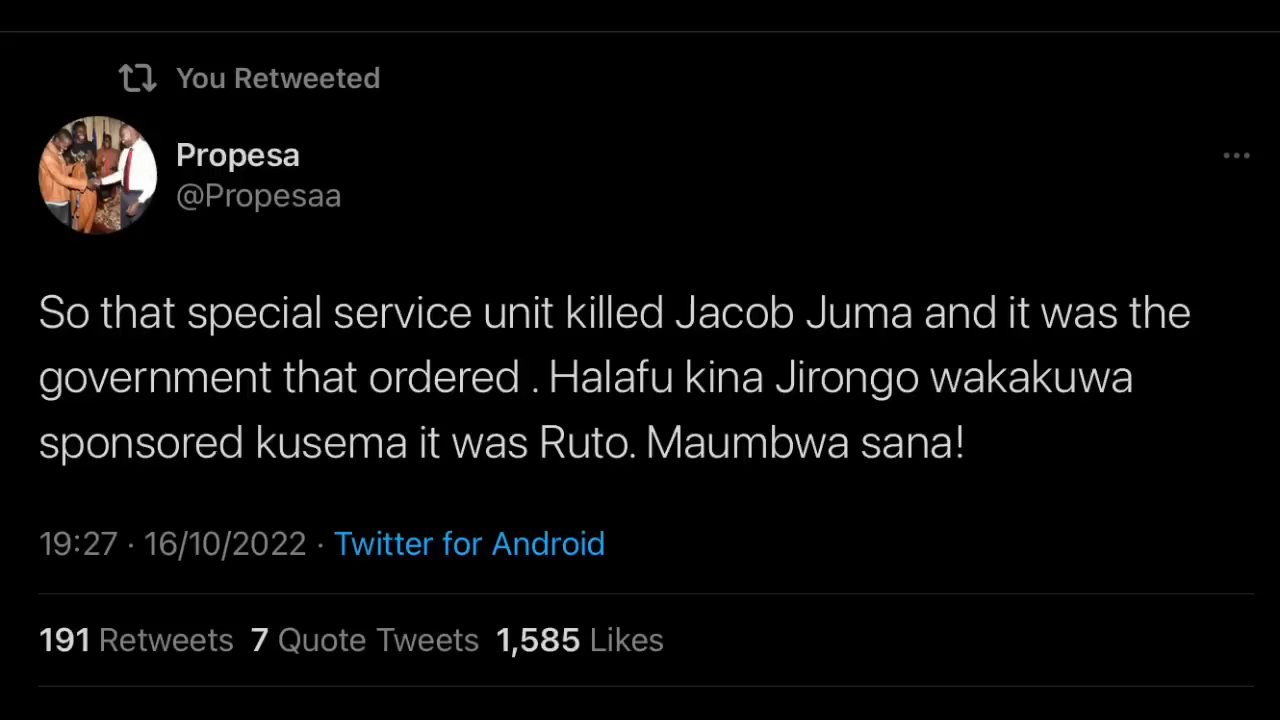 You Retweeted
Propesa
@Propesaa
So that special service unit killed Jacob Juma and it was the
government that ordered . Halafu kina Jirongo wakakuwa
sponsored kusema it was Ruto. Maumbwa sana!
19:27 · 16/10/2022 · Twitter for Android
191 Retweets 7 Quote Tweets 1,585 Likes